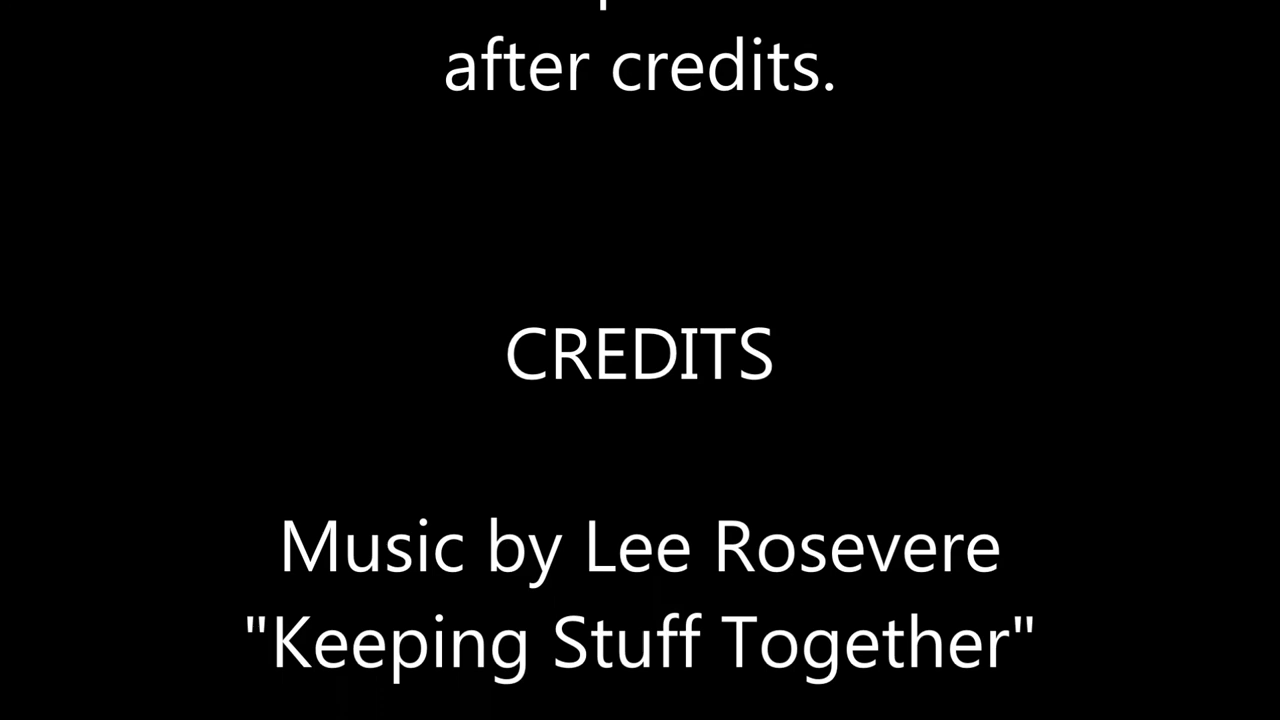 after credits.
CREDITS
Music by Lee Rosevere
"Keeping Stuff Together"